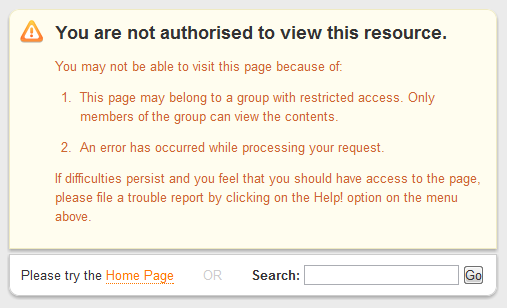 You are not authorised to view this resource.
You may not be able to visit this page because of:
1. This page may belong to a group with restricted access. Only
members of the group can view the contents.
2. An error has occurred while processing your request.
If difficulties persist and you feel that you should have access to the page,
please file a trouble report by clicking on the Help! option on the menu
above.
Please try the Home Page OR Search: Go